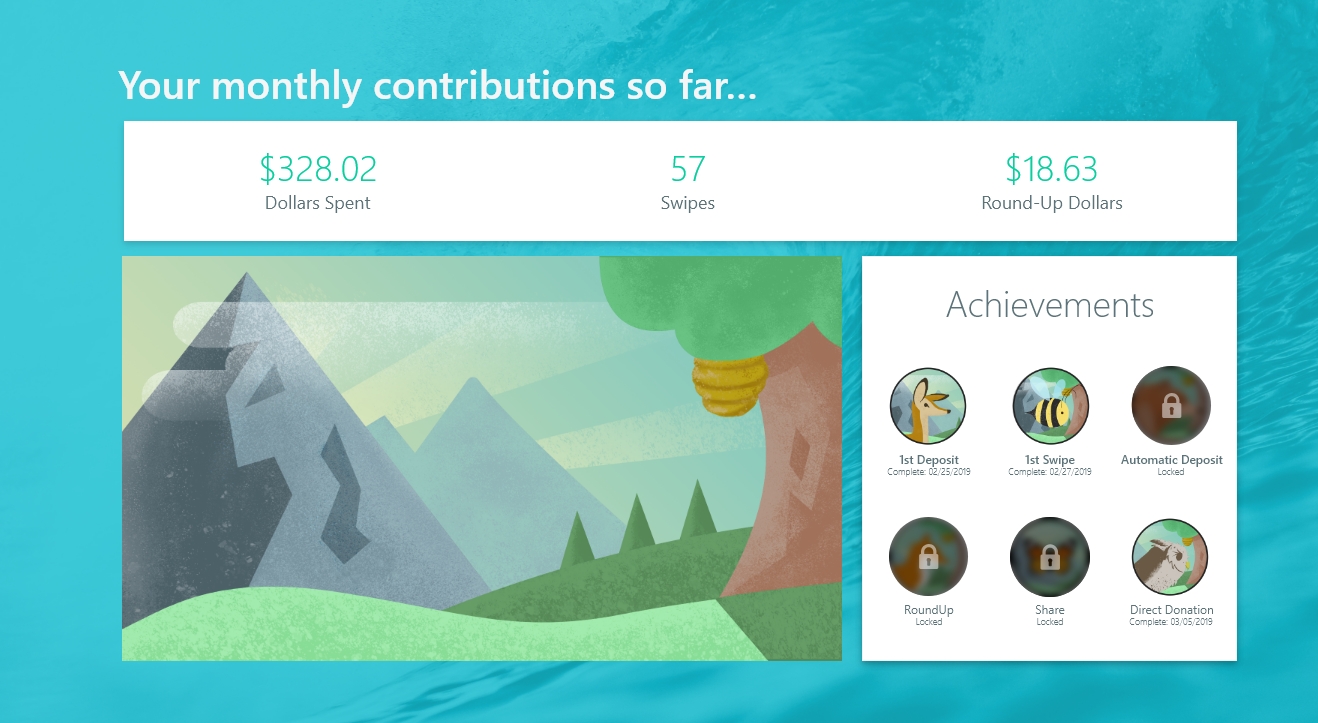 Your monthly contributions so far...
$328.02
Dollars Spent
57
Swipes
$18.63
Round-Up Dollars
Achievements
1st Deposit
Complete: 02/25/2019
1st Swipe
Complete: 02/27/2019
Automatic Deposit
Locked
RoundUp
Locked
Share
Locked
Direct Donation
Complete: 03/05/2019